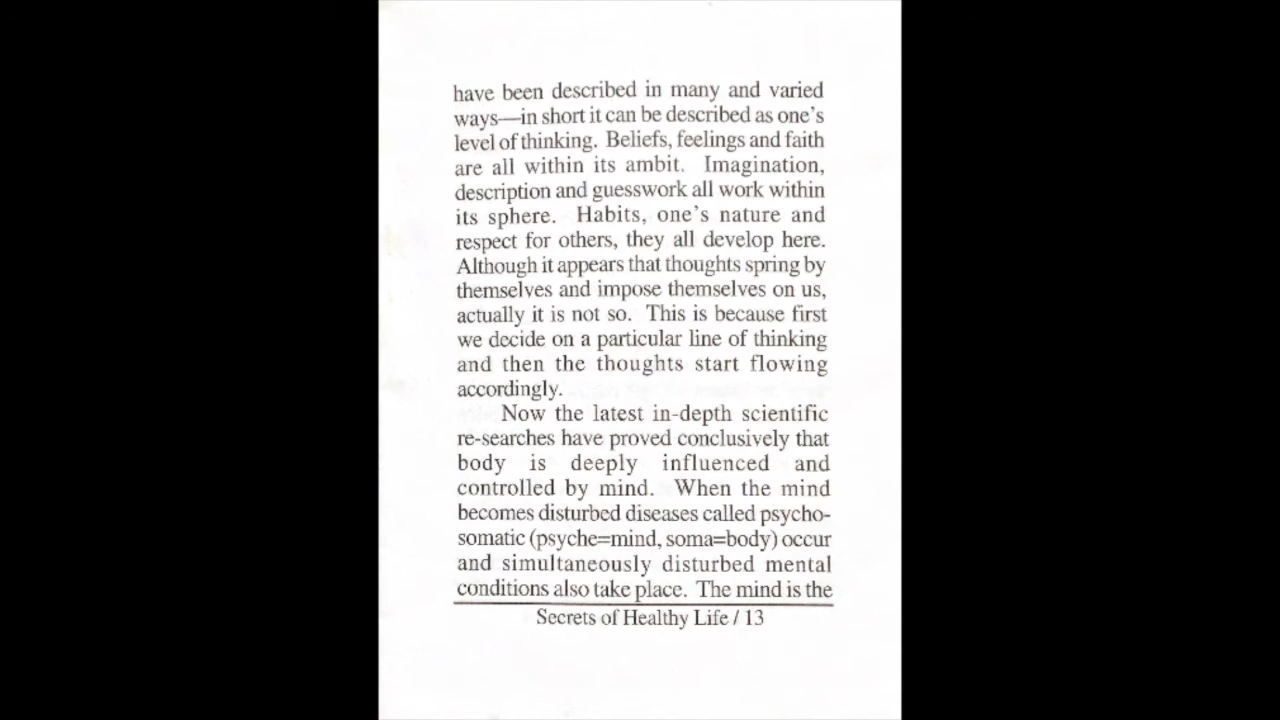 have been described in many and varied
ways—in short it can be described as one's
level of thinking. Beliefs, feelings and faith
are all within its ambit. Imagination,
description and guesswork all work within
its sphere. Habits, one's nature and
respect for others, they all develop here.
Although it appears that thoughts spring by
themselves and impose themselves on us,
actually it is not so. This is because first
we decide on a particular line of thinking
and then the thoughts start flowing
accordingly.
Now the latest in-depth scientific
re-searches have proved conclusively that
body is deeply influenced and
controlled by mind. When the mind
becomes disturbed diseases called psycho-
somatic (psyche=mind, soma=body) occur
and simultaneously disturbed mental
conditions also take place. The mind is the
Secrets of Healthy Life / 13